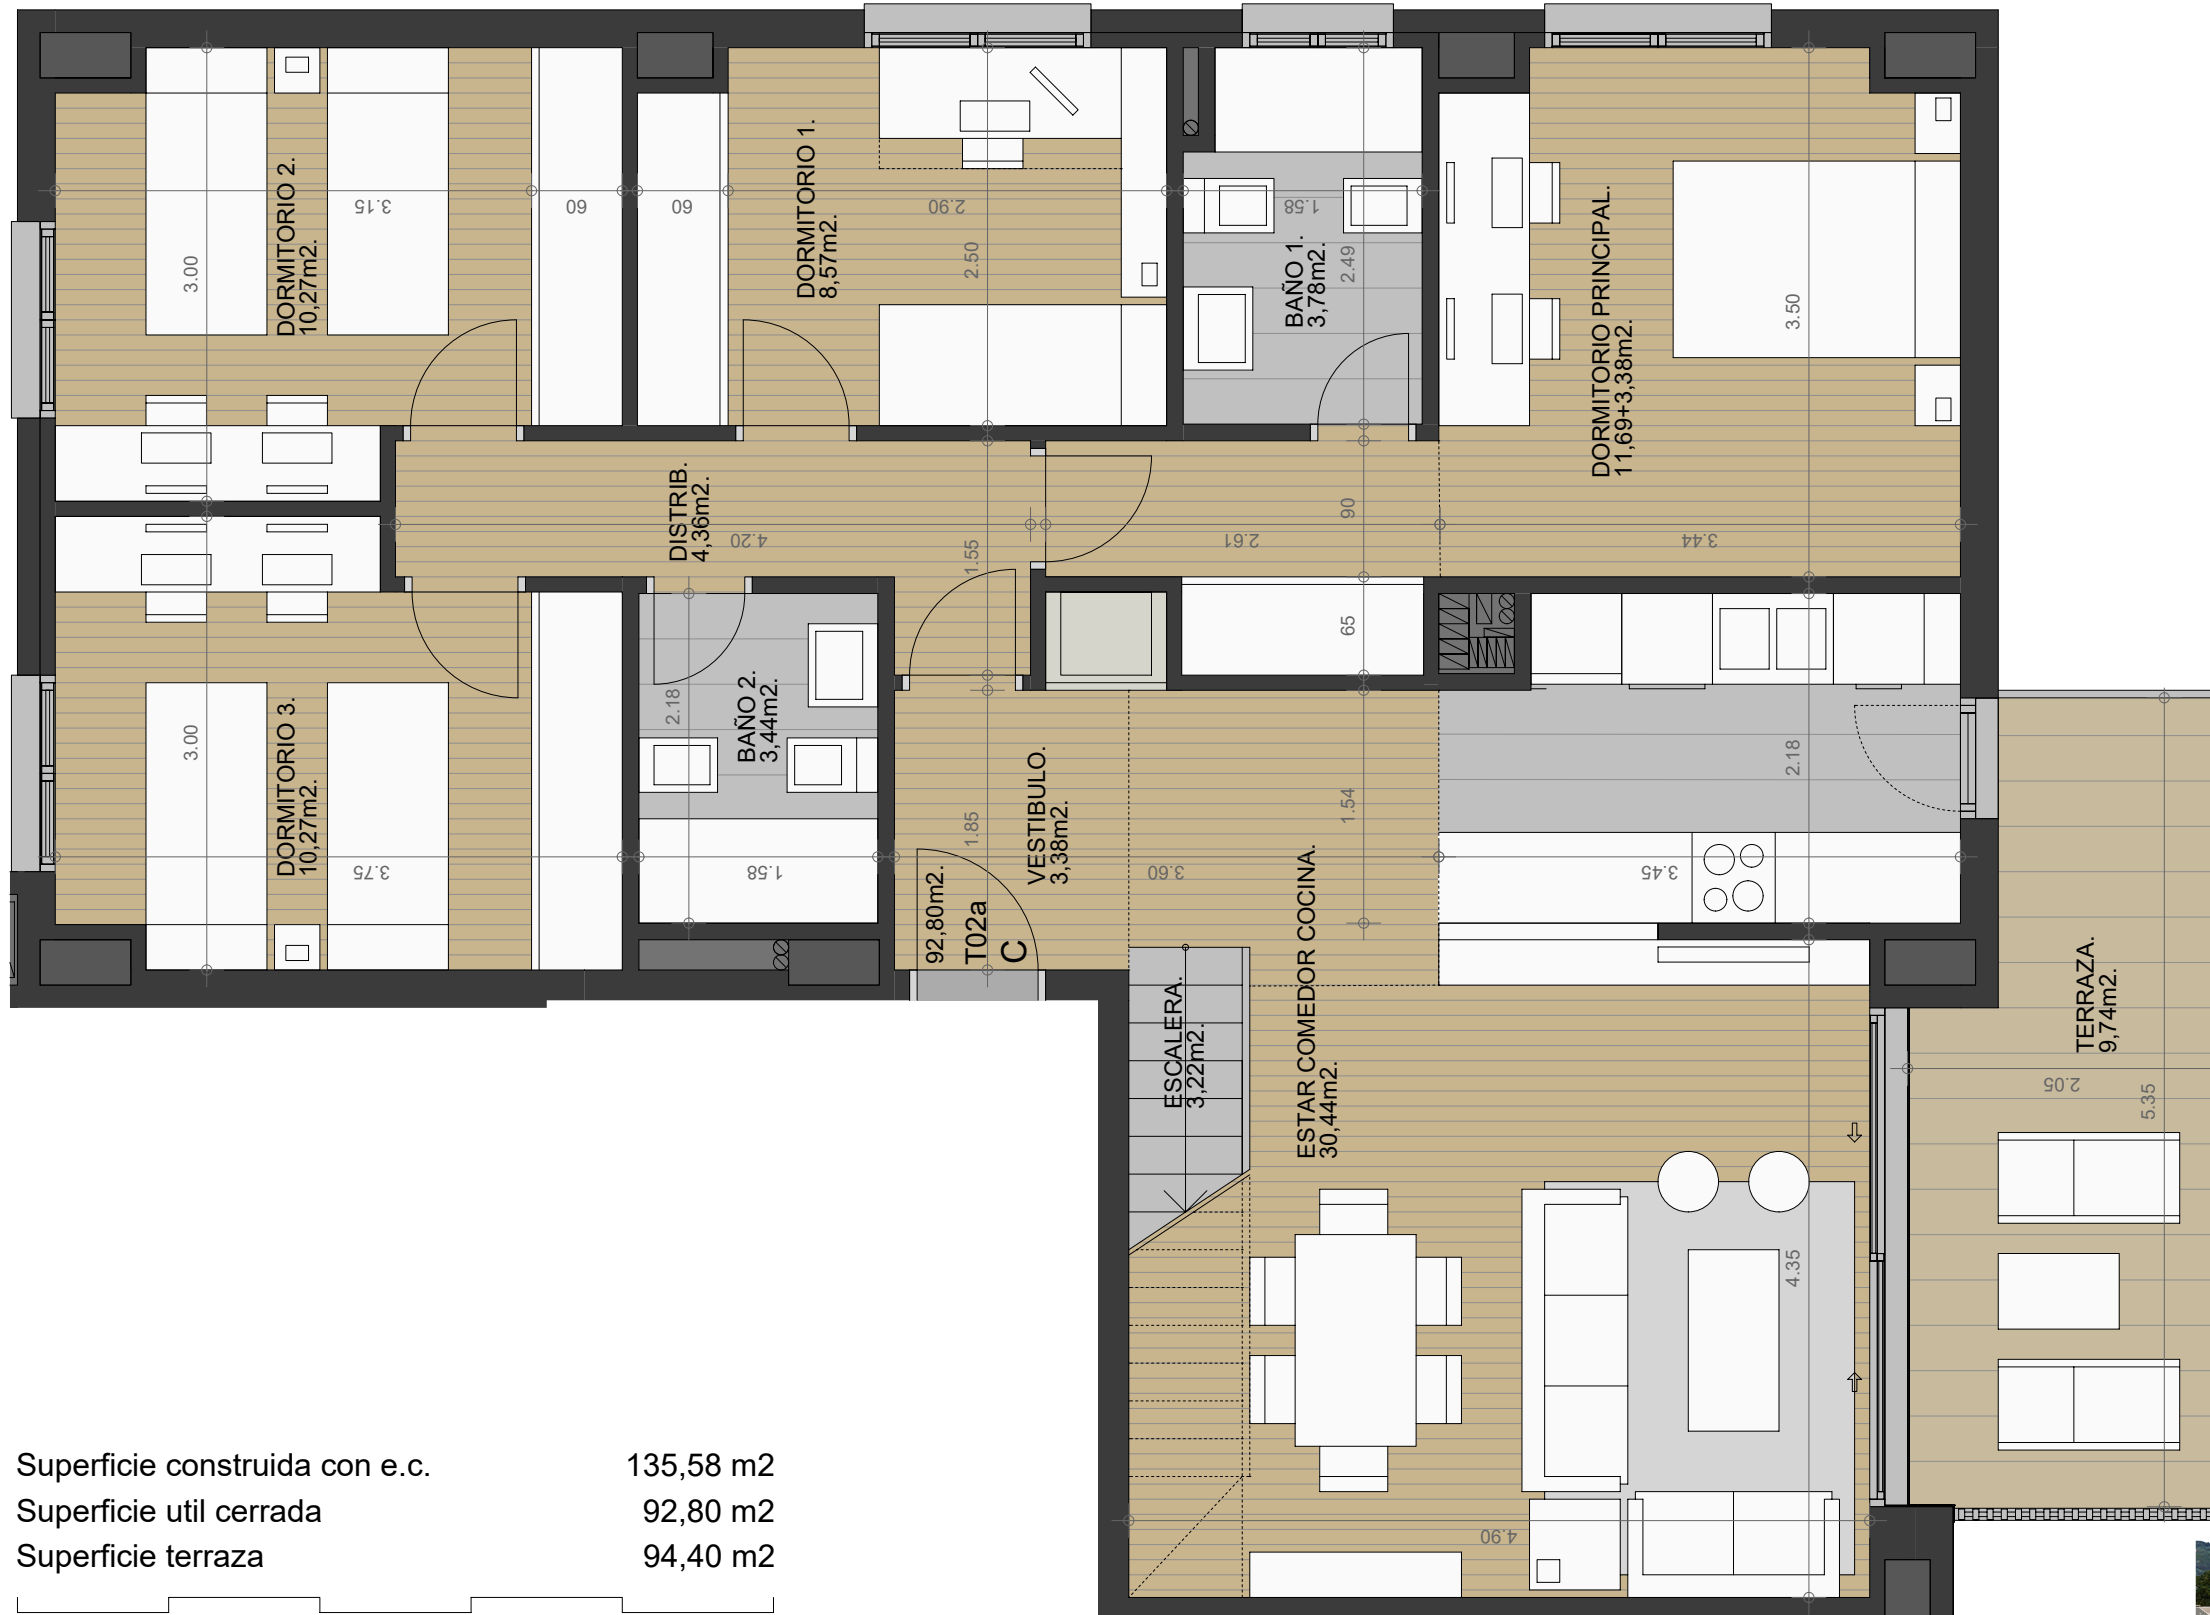 DORMITORIO 2.
10,27m2.
3.15
60
3.00
60
DORMITORIO 1.
8,57m2.
2.90
2.50
1.58
BAÑO 1.
3,78m2.
2.49
DORMITORIO PRINCIPAL.
11,69+3,38m2.
3.50
DISTRIB.
4,36m2.
4.20
1.55
2.61
90
3.44
65
DORMITORIO 3.
10,27m2.
3.00
3.75
2.18
BAÑO 2.
3,44m2.
1.58
92,80m2.
T02a
C
1.85
VESTIBULO.
3,38m2.
3.60
1.54
2.18
3.45
ESCALERA.
3,22m2.
ESTAR COMEDOR COCINA.
30,44m2.
4.35
4.90
TERRAZA.
9,74m2.
2.05
5.35
Superficie construida con e.c. 135,58 m2
Superficie util cerrada 92,80 m2
Superficie terraza 94,40 m2